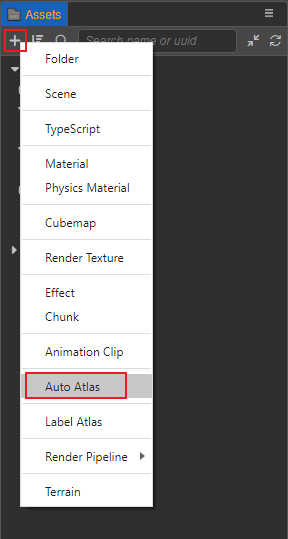 Assets
Search name or uuid
Folder
Scene
TypeScript
Material
Physics Material
Cubemap
Render Texture
Effect
Chunk
Animation Clip
Auto Atlas
Label Atlas
Render Pipeline
Terrain